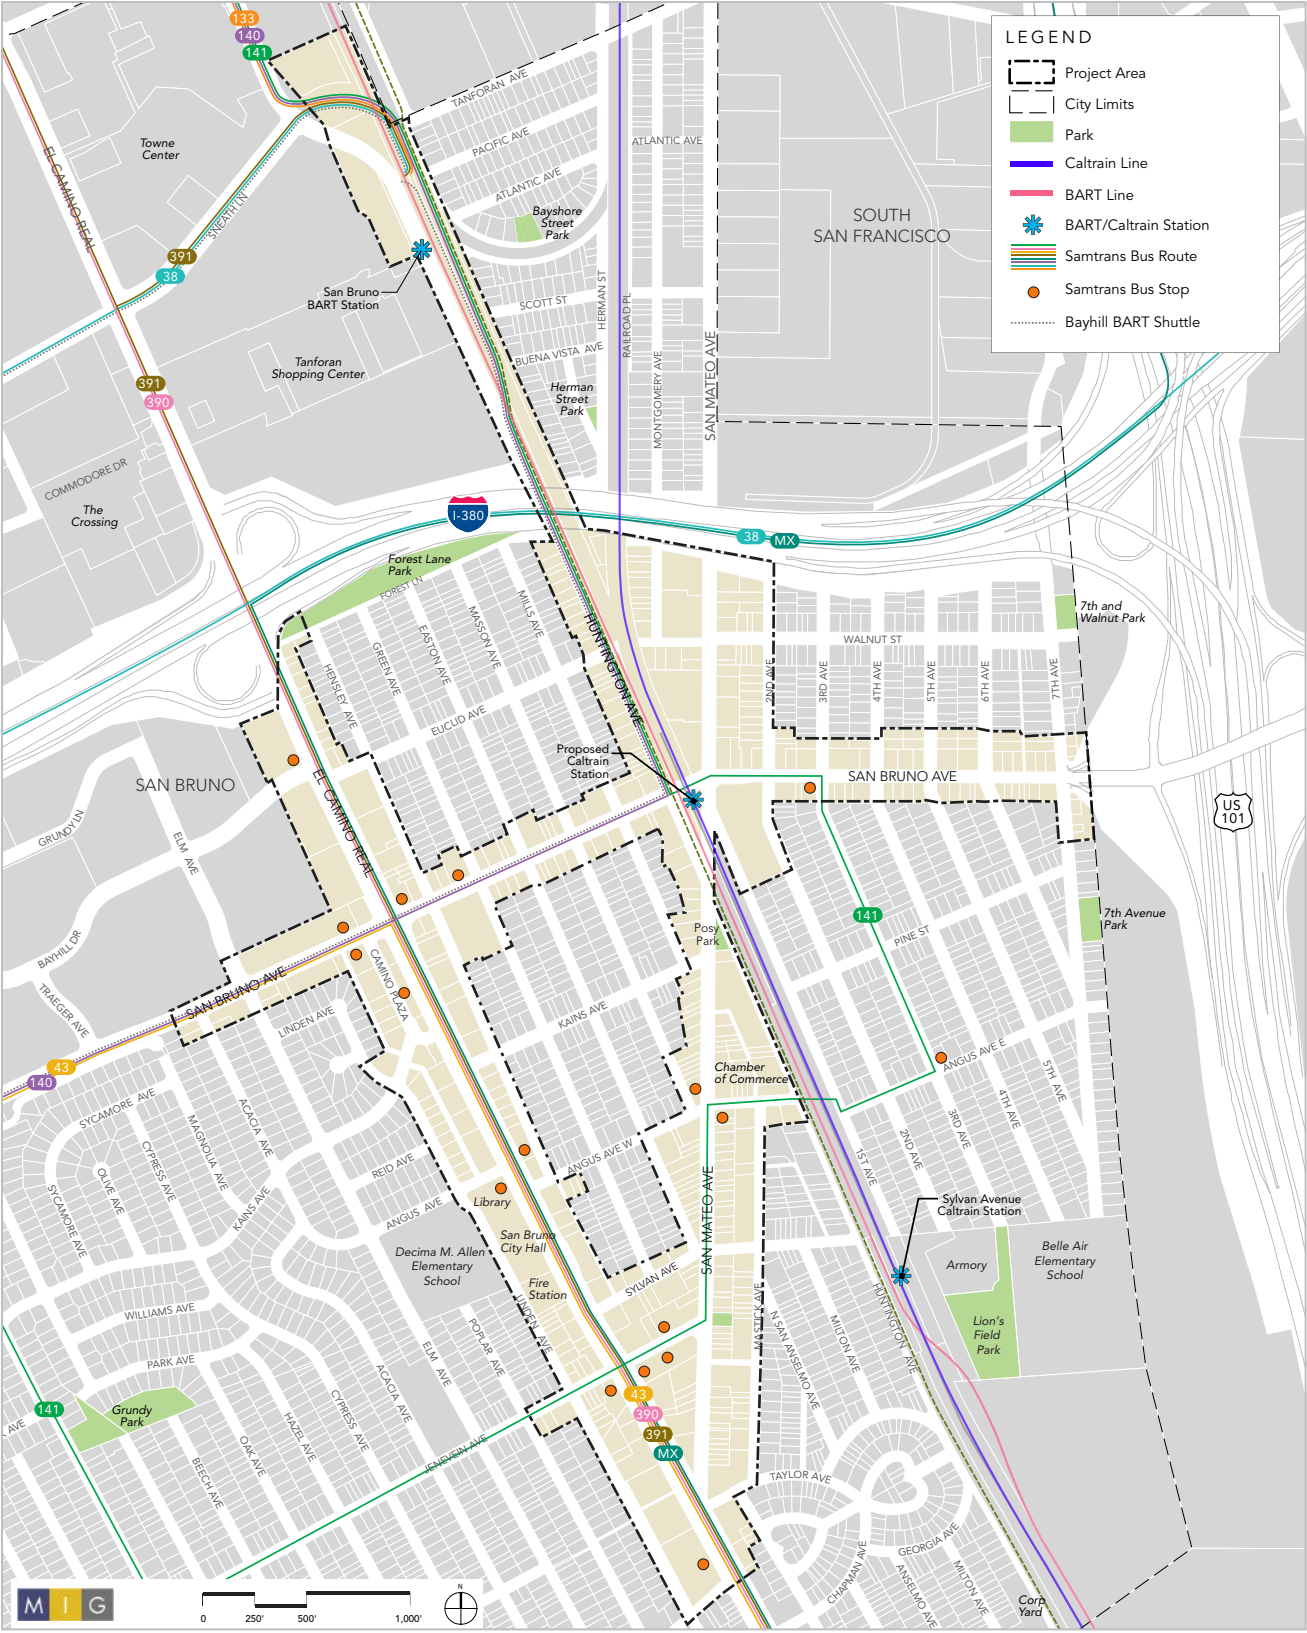 133
140
141
LEGEND
Project Area
City Limits
Park
Caltrain Line
BART Line
BART/Caltrain Station
Samtrans Bus Route
Samtrans Bus Stop
Bayhill BART Shuttle
TANFORAN AVE
PACIFIC AVE
ATLANTIC AVE
ATLANTIC AVE
Towne
Center
EL CAMINO REAL
SNEATH LN
Bayshore
Street
Park
SOUTH
SAN FRANCISCO
391
38
San Bruno
BART Station
SCOTT ST
HERMAN ST
RAILROAD PL
BUENA VISTA AVE
MONTGOMERY AVE
SAN MATEO AVE
Tanforan
Shopping Center
391
390
Herman
Street
Park
COMMODORE DR
The
Crossing
I-380
38
MX
Forest Lane
Park
FOREST LN
MILLS AVE
MASSON AVE
EASTON AVE
GREEN AVE
HENSLEY AVE
EUCLID AVE
HUNTINGTON AVE
7th and
Walnut Park
WALNUT ST
2ND AVE
3RD AVE
4TH AVE
5TH AVE
6TH AVE
7TH AVE
Proposed
Caltrain
Station
SAN BRUNO AVE
SAN BRUNO
EL CAMINO REAL
US
101
GRUNDY LN
ELM AVE
141
7th Avenue
Park
PINE ST
Posy
Park
BAYHILL DR
TRAEGER AVE
SAN BRUNO AVE
CAMINO PLAZA
LINDEN AVE
KAINS AVE
43
140
Chamber
of Commerce
ANGUS AVE E
5TH AVE
4TH AVE
3RD AVE
2ND AVE
1ST AVE
SYCAMORE AVE
ACACIA AVE
MAGNOLIA AVE
CYPRESS AVE
OLIVE AVE
SYCAMORE AVE
KAINS AVE
REID AVE
ANGUS AVE
ANGUS AVE W
Library
San Bruno
City Hall
SAN MATEO AVE
Sylvan Avenue
Caltrain Station
Decima M. Allen
Elementary
School
Fire
Station
SYLVAN AVE
Armory
Belle Air
Elementary
School
Lion's
Field
Park
HUNTINGTON AVE
WILLIAMS AVE
PARK AVE
LINDEN AVE
POPLAR AVE
ELM AVE
ACACIA AVE
CYPRESS AVE
HAZEL AVE
OAK AVE
BEECH AVE
MASTICK AVE
N SAN ANSELMO AVE
MILTON AVE
141
Grundy
Park
AVE
JENEVEIN AVE
43
390
391
MX
TAYLOR AVE
GEORGIA AVE
CHAPMAN AVE
ANSELMO AVE
MILTON AVE
Corp
Yard
M I G
0 250' 500' 1,000'
N